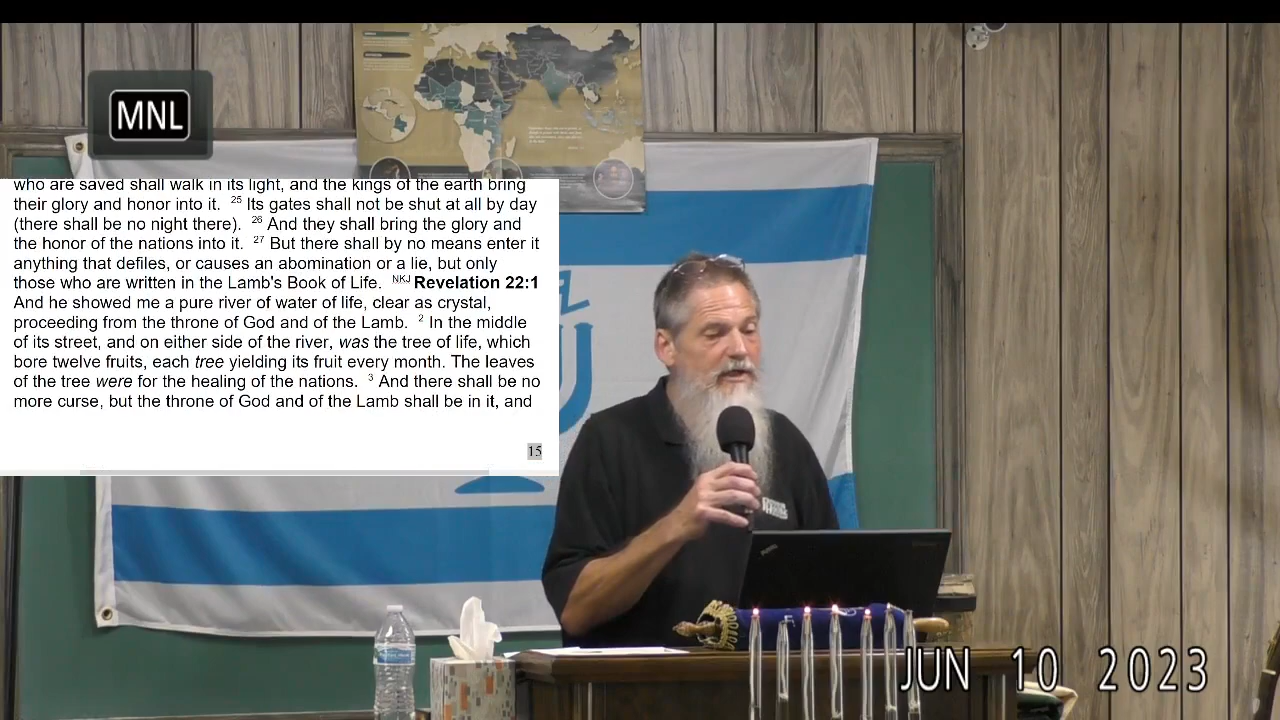 MNL
who are saved shall walk in its light, and the kings of the earth bring
their glory and honor into it. 25 Its gates shall not be shut at all by day
(there shall be no night there). 26 And they shall bring the glory and
the honor of the nations into it. 27 But there shall by no means enter it
anything that defiles, or causes an abomination or a lie, but only
those who are written in the Lamb's Book of Life. NKJ Revelation 22:1
And he showed me a pure river of water of life, clear as crystal,
proceeding from the throne of God and of the Lamb. 2 In the middle
of its street, and on either side of the river, was the tree of life, which
bore twelve fruits, each tree yielding its fruit every month. The leaves
of the tree were for the healing of the nations. 3 And there shall be no
more curse, but the throne of God and of the Lamb shall be in it, and
15
JUN 10 2023